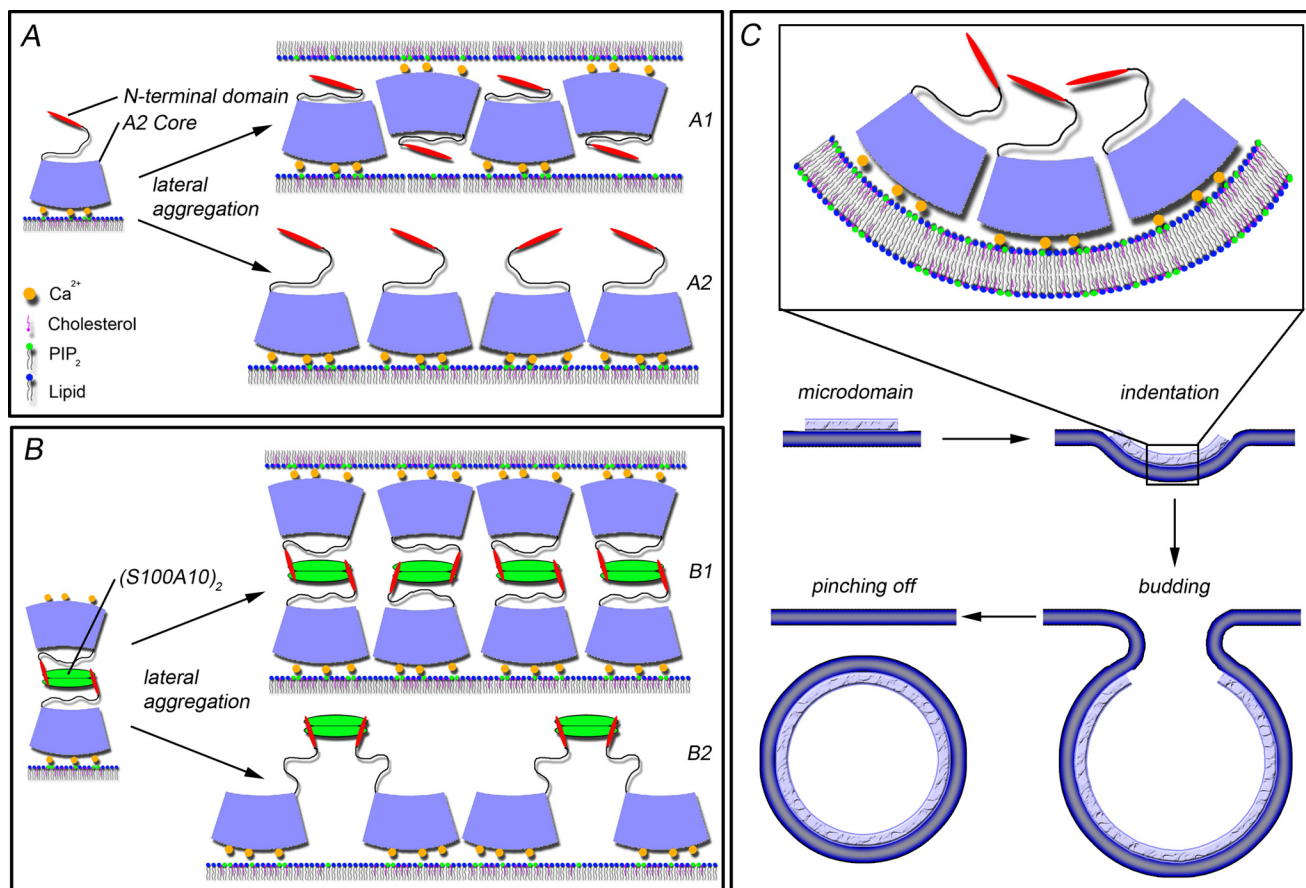 A
N-terminal domain
A2 Core
lateral
aggregation
A1
A2
Ca²⁺
Cholesterol
PIP₂
Lipid
B
(S100A10)₂
lateral
aggregation
B1
B2
C
microdomain
indentation
budding
pinching off